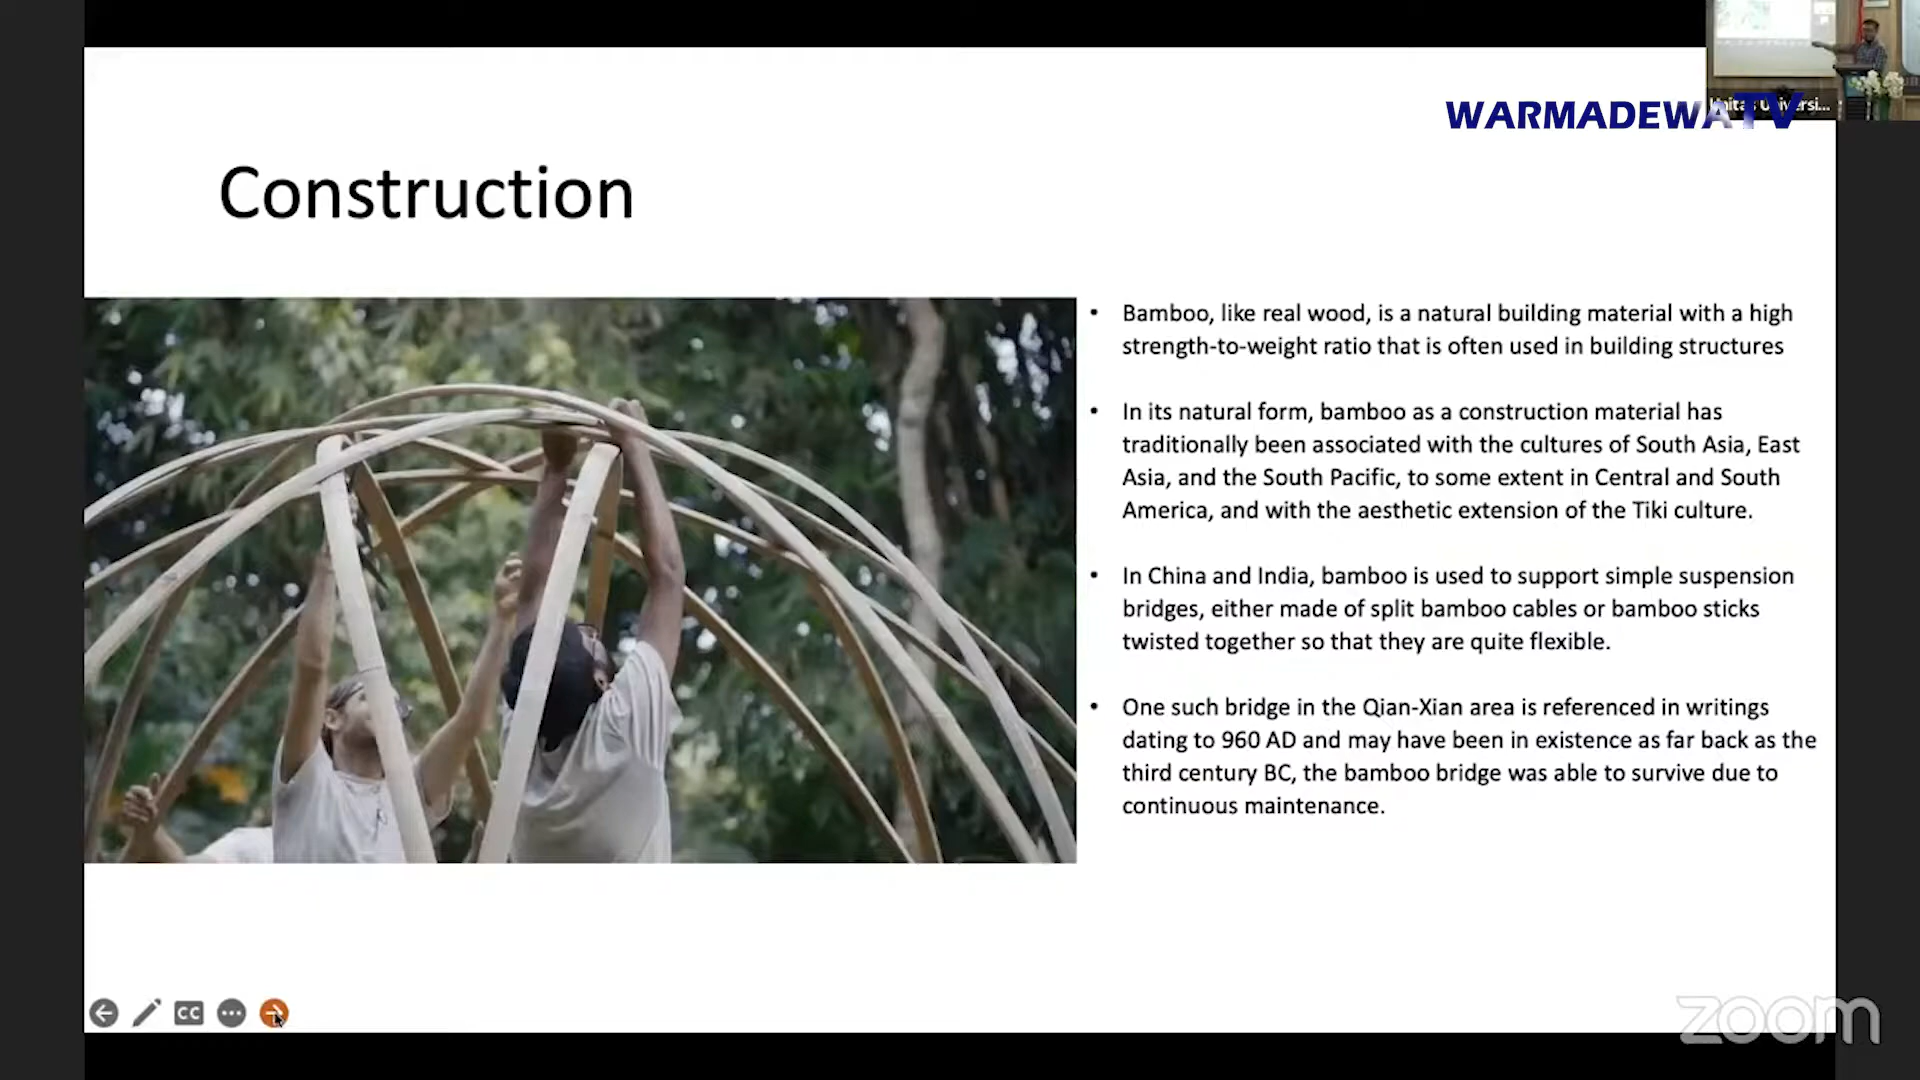 WARMADEWATV
Construction
• Bamboo, like real wood, is a natural building material with a high
strength-to-weight ratio that is often used in building structures
• In its natural form, bamboo as a construction material has
traditionally been associated with the cultures of South Asia, East
Asia, and the South Pacific, to some extent in Central and South
America, and with the aesthetic extension of the Tiki culture.
• In China and India, bamboo is used to support simple suspension
bridges, either made of split bamboo cables or bamboo sticks
twisted together so that they are quite flexible.
• One such bridge in the Qian-Xian area is referenced in writings
dating to 960 AD and may have been in existence as far back as the
third century BC, the bamboo bridge was able to survive due to
continuous maintenance.
CC
zoom